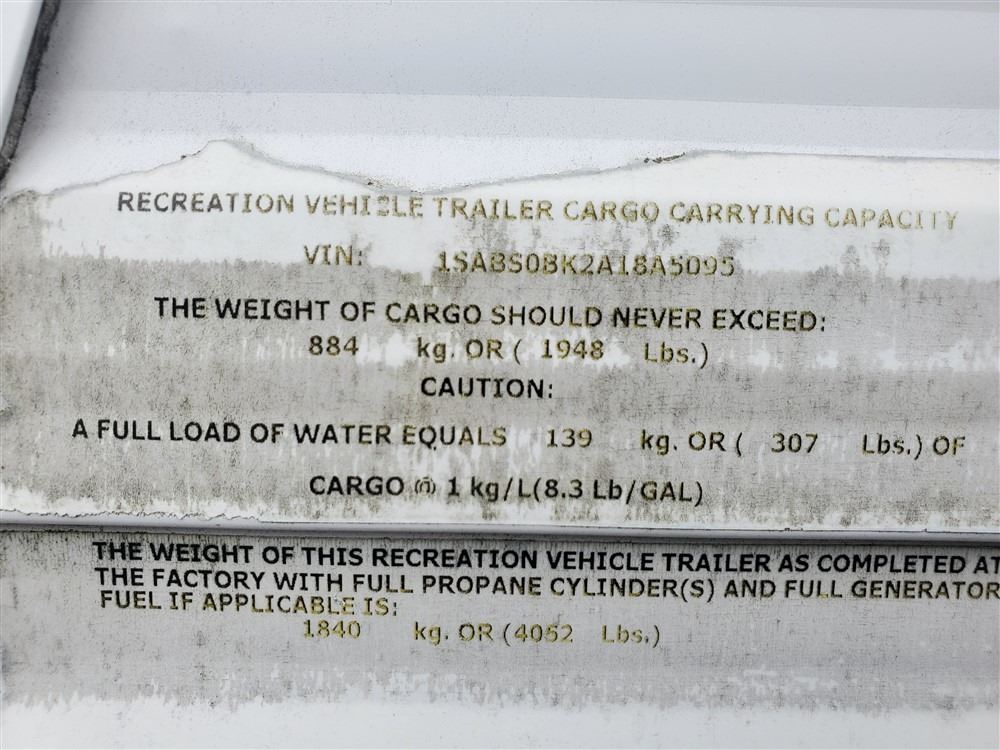 RECREATION VEHICLE TRAILER CARGO CARRYING CAPACITY
VIN: 1SABS0BK2A18A5095
THE WEIGHT OF CARGO SHOULD NEVER EXCEED:
884 kg. OR ( 1948 Lbs.)
CAUTION:
A FULL LOAD OF WATER EQUALS 139 kg. OR ( 307 Lbs.) OF
CARGO @ 1 kg/L(8.3 Lb/GAL)
THE WEIGHT OF THIS RECREATION VEHICLE TRAILER AS COMPLETED AT
THE FACTORY WITH FULL PROPANE CYLINDER(S) AND FULL GENERATOR
FUEL IF APPLICABLE IS:
1840 kg. OR (4052 Lbs.)